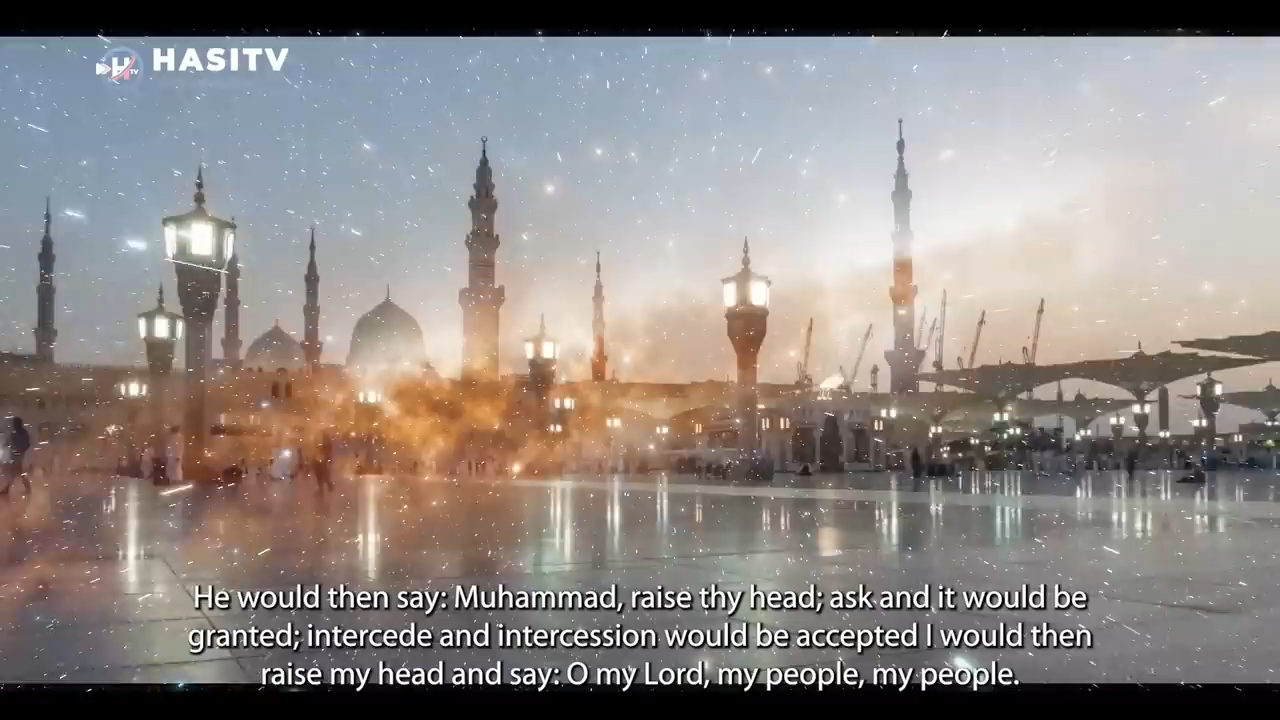 HASITV
He would then say: Muhammad, raise thy head; ask and it would be
granted; intercede and intercession would be accepted I would then
raise my head and say: O my Lord, my people, my people.